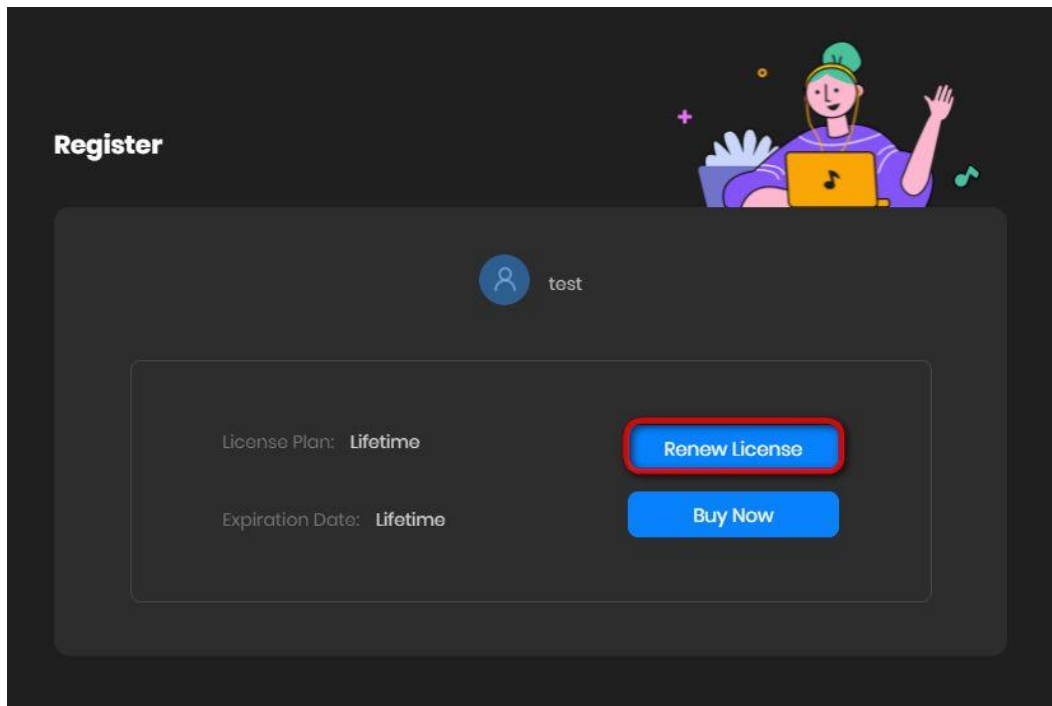 Register
test
License Plan: Lifetime
Renew License
Expiration Date: Lifetime
Buy Now